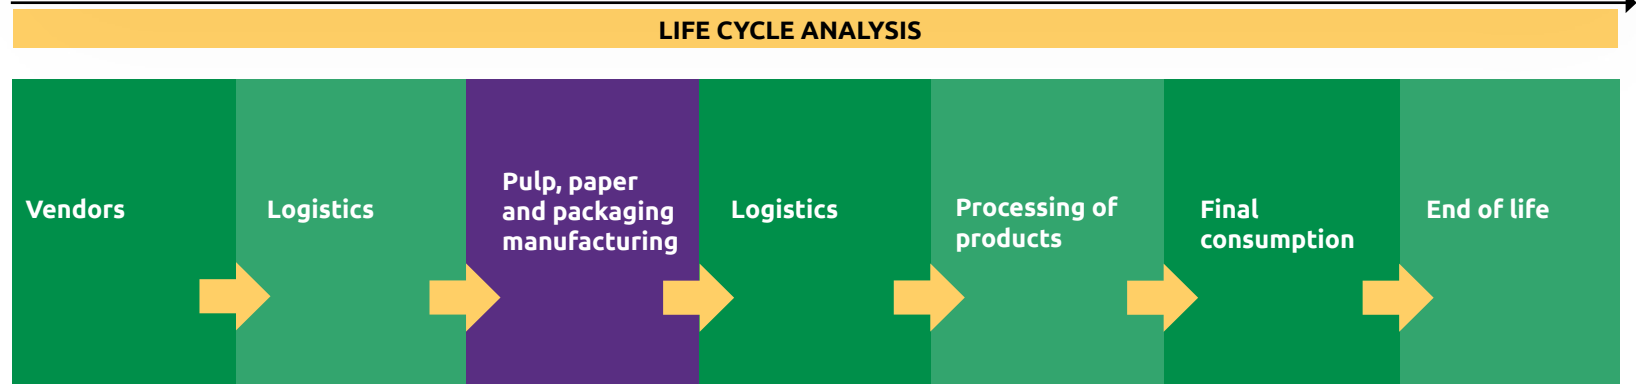 LIFE CYCLE ANALYSIS
Vendors
Logistics
Pulp, paper
and packaging
manufacturing
Logistics
Processing of
products
Final
consumption
End of life